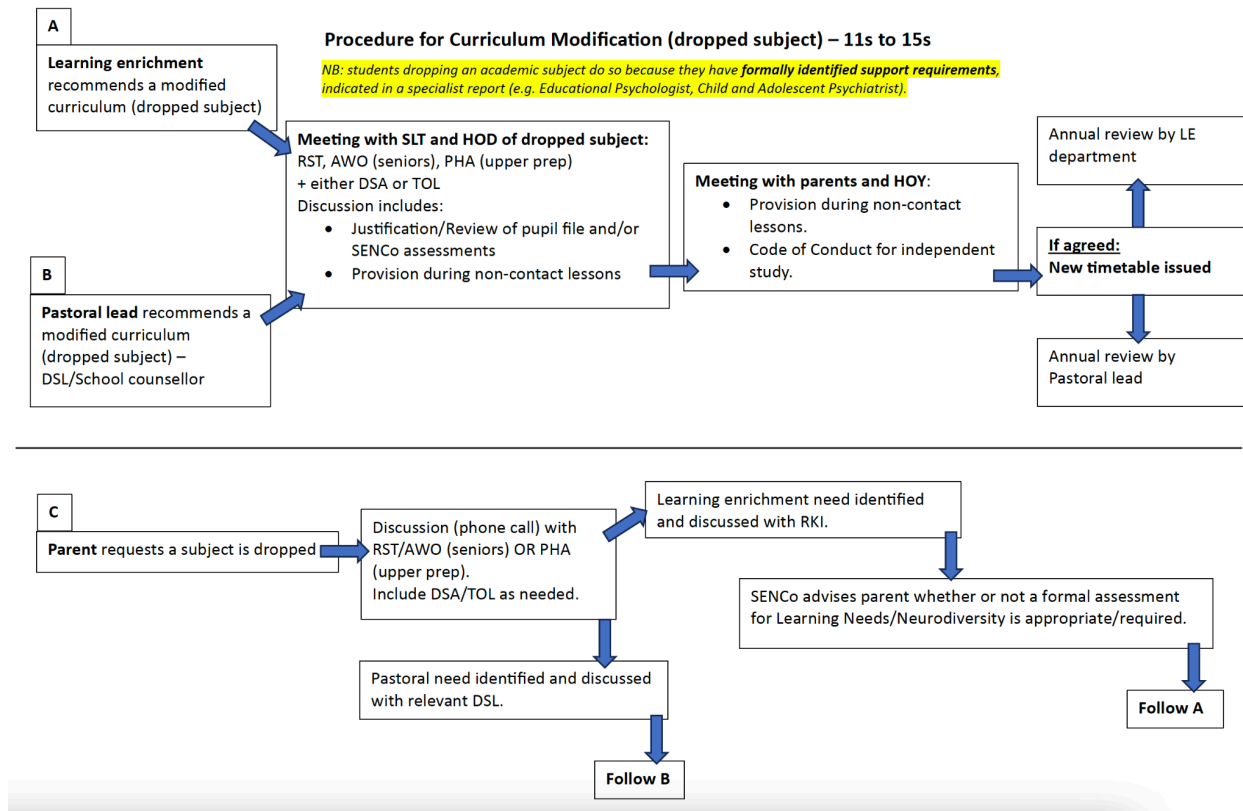 A
Learning enrichment
recommends a modified
curriculum (dropped subject)
Procedure for Curriculum Modification (dropped subject) – 11s to 15s
NB: students dropping an academic subject do so because they have formally identified support requirements,
indicated in a specialist report (e.g. Educational Psychologist, Child and Adolescent Psychiatrist).
Meeting with SLT and HOD of dropped subject:
RST, AWO (seniors), PHA (upper prep)
+ either DSA or TOL
Discussion includes:
• Justification/Review of pupil file and/or
SENCo assessments
• Provision during non-contact lessons
B
Pastoral lead recommends a
modified curriculum
(dropped subject) –
DSL/School counsellor
Meeting with parents and HOY:
• Provision during non-contact
lessons.
• Code of Conduct for independent
study.
Annual review by LE
department
If agreed:
New timetable issued
Annual review by
Pastoral lead
C
Parent requests a subject is dropped
Discussion (phone call) with
RST/AWO (seniors) OR PHA
(upper prep).
Include DSA/TOL as needed.
Learning enrichment need identified
and discussed with RKI.
SENCo advises parent whether or not a formal assessment
for Learning Needs/Neurodiversity is appropriate/required.
Follow A
Pastoral need identified and discussed
with relevant DSL.
Follow B